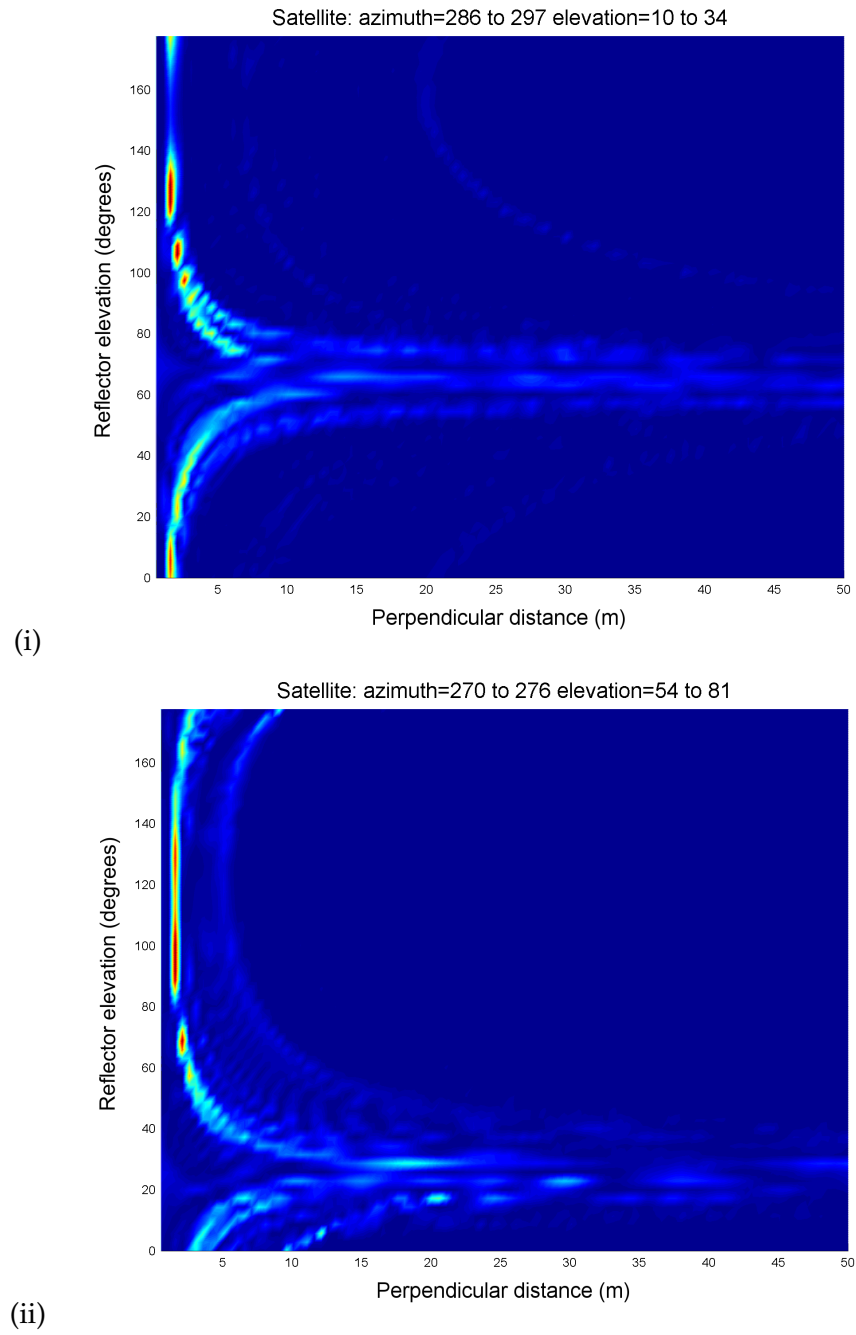 Satellite: azimuth=286 to 297 elevation=10 to 34
160
140
120
100
80
60
40
20
0
Reflector elevation (degrees)
5 10 15 20 25 30 35 40 45 50
Perpendicular distance (m)
(i)
Satellite: azimuth=270 to 276 elevation=54 to 81
160
140
120
100
80
60
40
20
0
Reflector elevation (degrees)
5 10 15 20 25 30 35 40 45 50
Perpendicular distance (m)
(ii)